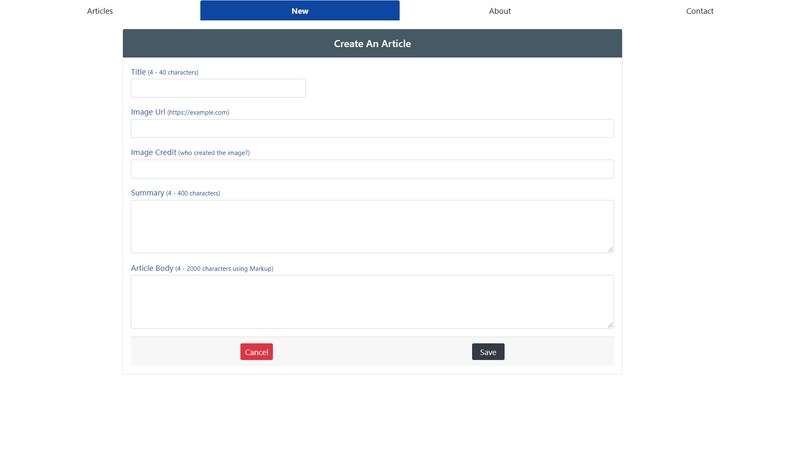 Articles New About Contact
Create An Article
Title (4 - 40 characters)
Image Url (https://example.com)
Image Credit (who created the image?)
Summary (4 - 400 characters)
Article Body (4 - 2000 characters using Markup)
Cancel Save